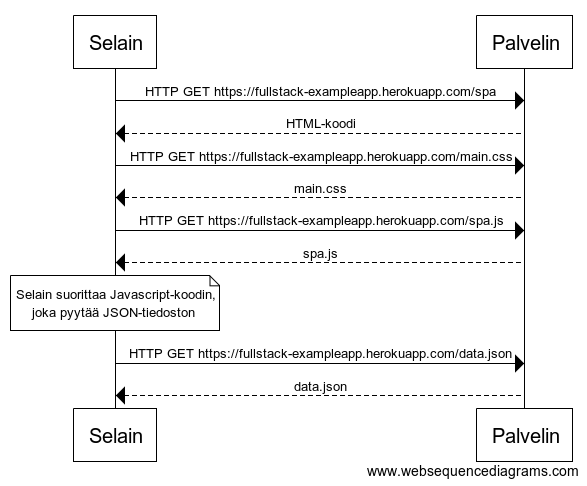 Selain Palvelin
HTTP GET https://fullstack-exampleapp.herokuapp.com/spa
HTML-koodi
HTTP GET https://fullstack-exampleapp.herokuapp.com/main.css
main.css
HTTP GET https://fullstack-exampleapp.herokuapp.com/spa.js
spa.js
Selain suorittaa Javascript-koodin,
joka pyytää JSON-tiedoston
HTTP GET https://fullstack-exampleapp.herokuapp.com/data.json
data.json
Selain Palvelin
www.websequencediagrams.com